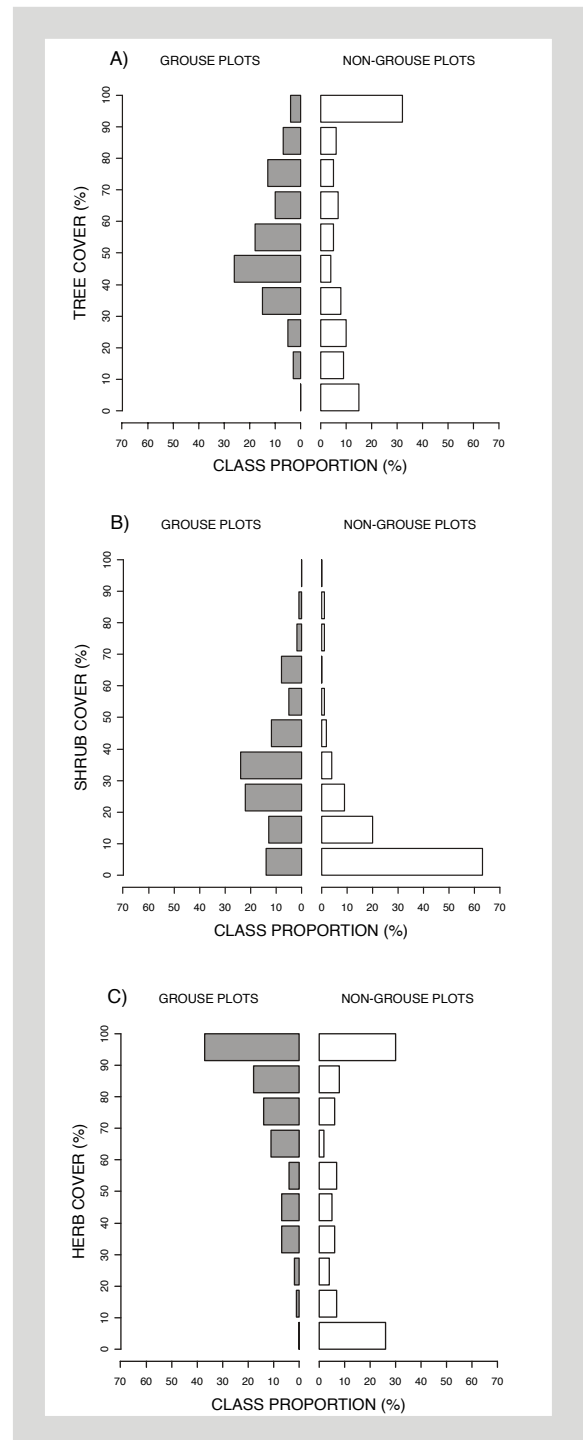 A) GROUSE PLOTS NON-GROUSE PLOTS
100
90
80
70
60
50
40
30
20
10
0
TREE COVER (%)
70 60 50 40 30 20 10 0 0 10 20 30 40 50 60 70
CLASS PROPORTION (%)
B) GROUSE PLOTS NON-GROUSE PLOTS
100
90
80
70
60
50
40
30
20
10
0
SHRUB COVER (%)
70 60 50 40 30 20 10 0 0 10 20 30 40 50 60 70
CLASS PROPORTION (%)
C) GROUSE PLOTS NON-GROUSE PLOTS
100
90
80
70
60
50
40
30
20
10
0
HERB COVER (%)
70 60 50 40 30 20 10 0 0 10 20 30 40 50 60 70
CLASS PROPORTION (%)